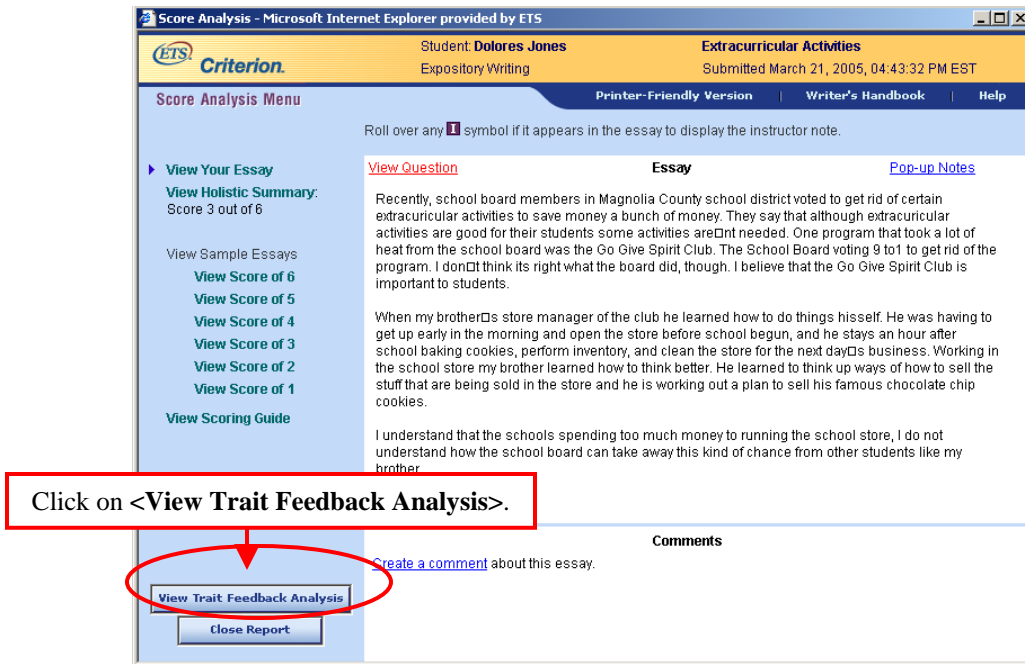 Score Analysis - Microsoft Internet Explorer provided by ETS
ETS Criterion.
Student: Dolores Jones
Extracurricular Activities
Expository Writing
Submitted March 21, 2005, 04:43:32 PM EST
Score Analysis Menu
Printer-Friendly Version | Writer's Handbook | Help
Roll over any I symbol if it appears in the essay to display the instructor note.
View Your Essay
View Holistic Summary:
Score 3 out of 6
View Sample Essays
View Score of 6
View Score of 5
View Score of 4
View Score of 3
View Score of 2
View Score of 1
View Scoring Guide
View Question
Essay
Pop-up Notes
Recently, school board members in Magnolia County school district voted to get rid of certain
extracuricular activities to save money a bunch of money. They say that although extracuricular
activities are good for their students some activities are□nt needed. One program that took a lot of
heat from the school board was the Go Give Spirit Club. The School Board voting 9 to1 to get rid of the
program. I don□t think its right what the board did, though. I believe that the Go Give Spirit Club is
important to students.
When my brother□s store manager of the club he learned how to do things hisself. He was having to
get up early in the morning and open the store before school begun, and he stays an hour after
school baking cookies, perform inventory, and clean the store for the next day□s business. Working in
the school store my brother learned how to think better. He learned to think up ways of how to sell the
stuff that are being sold in the store and he is working out a plan to sell his famous chocolate chip
cookies.
I understand that the schools spending too much money to running the school store, I do not
understand how the school board can take away this kind of chance from other students like my
brother
Click on <View Trait Feedback Analysis>.
Comments
Create a comment about this essay.
View Trait Feedback Analysis
Close Report